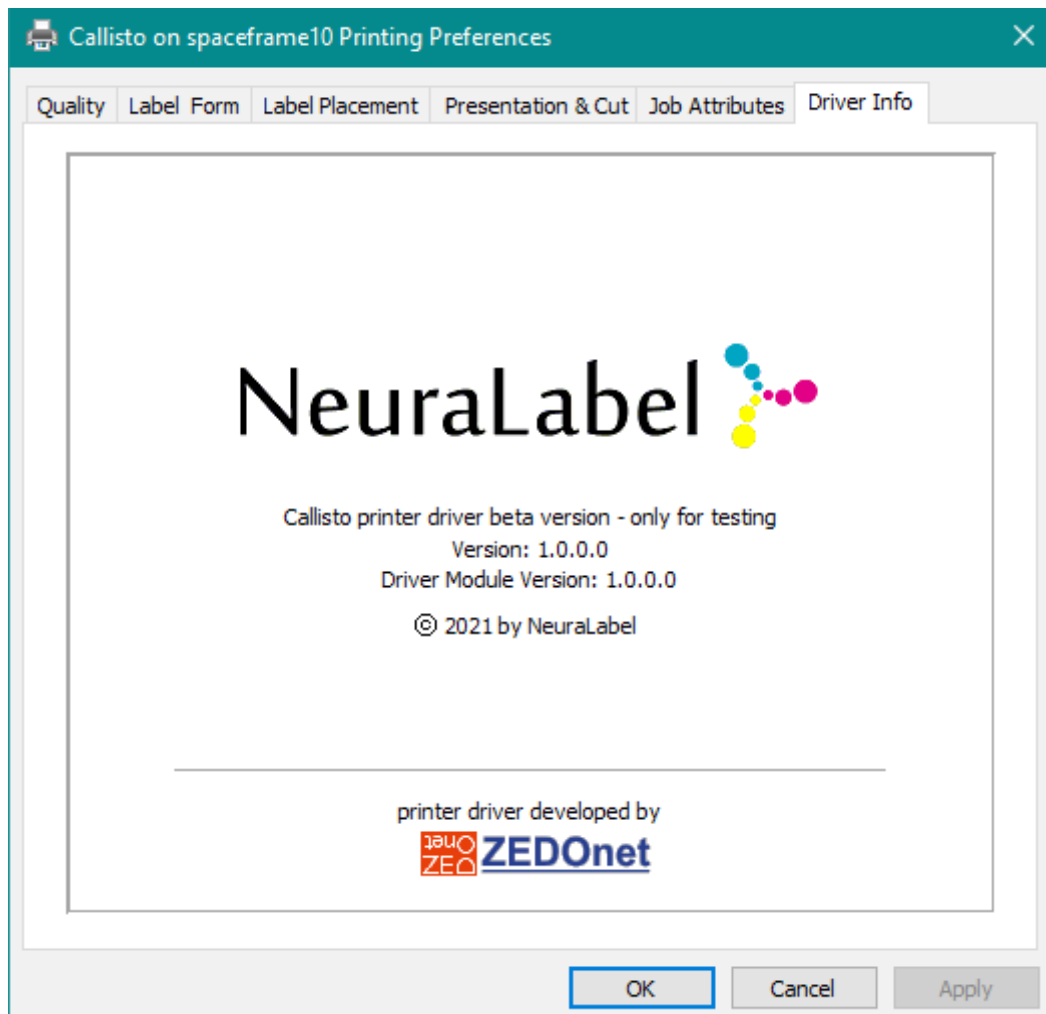 Callisto on spaceframe10 Printing Preferences
Quality Label Form Label Placement Presentation & Cut Job Attributes Driver Info
NeuraLabel
Callisto printer driver beta version - only for testing
Version: 1.0.0.0
Driver Module Version: 1.0.0.0
© 2021 by NeuraLabel
printer driver developed by
ZEDOnet ZEDOnet
OK Cancel Apply